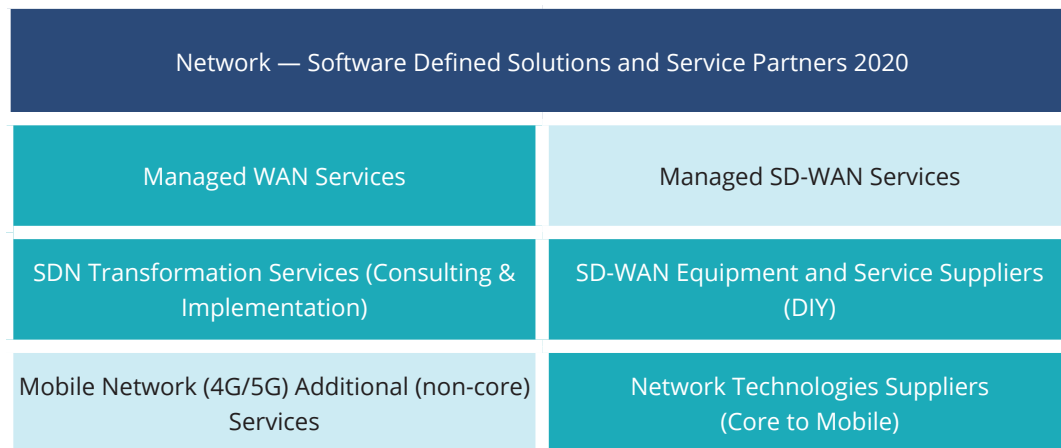 Network — Software Defined Solutions and Service Partners 2020
Managed WAN Services
Managed SD-WAN Services
SDN Transformation Services (Consulting &
Implementation)
SD-WAN Equipment and Service Suppliers
(DIY)
Mobile Network (4G/5G) Additional (non-core)
Services
Network Technologies Suppliers
(Core to Mobile)